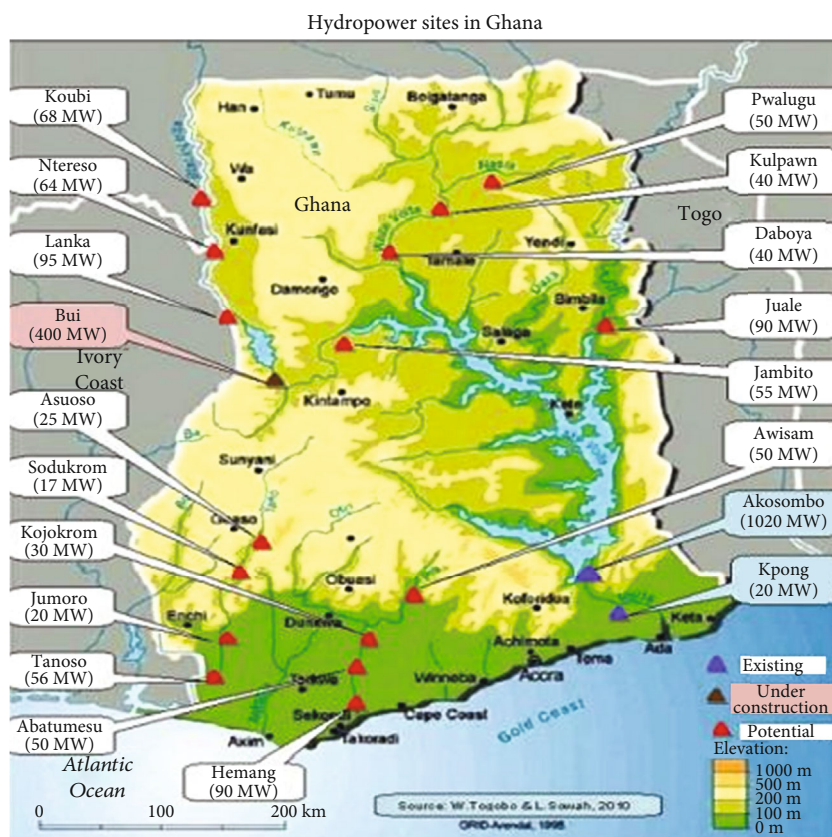 Hydropower sites in Ghana
Koubi
(68 MW)
Ntereso
(64 MW)
Lanka
(95 MW)
Bui
(400 MW)
Ivory
Coast
Asuoso
(25 MW)
Sodukrom
(17 MW)
Kojokrom
(30 MW)
Jumoro
(20 MW)
Tanoso
(56 MW)
Abatumesu
(50 MW)
Hemang
(90 MW)
Pwalugu
(50 MW)
Kulpawn
(40 MW)
Togo
Daboya
(40 MW)
Juale
(90 MW)
Jambito
(55 MW)
Awisam
(50 MW)
Akosombo
(1020 MW)
Kpong
(20 MW)
Ghana
Tumu
Han
Bolgatanga
Kulpawn
Wa
Nasia
Kunfasi
Tamale
Yendi
Damongo
Daka
Bimbila
Salaga
Kintampo
Kete
Sunyani
Obuasi
Koforidua
Enchi
Dunkwa
Achimota
Keta
Ada
Tema
Accra
Winneba
Cape Coast
Sekondi
Takoradi
Axim
Gold Coast
Atlantic
Ocean
Existing
Under
construction
Potential
Elevation:
1000 m
500 m
200 m
100 m
0 m
0 100 200 km
Source: W.Togobo & L.Sowah, 2010
GRID-Arendal, 1998